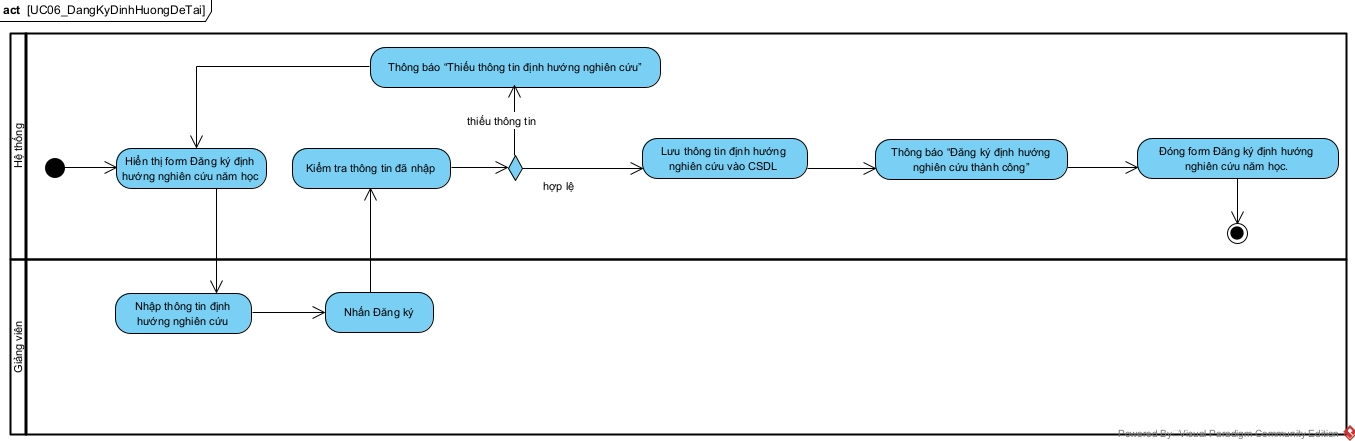 act [UC06_DangKyDinhHuongDeTai]
Hệ thống
Thông báo “Thiếu thông tin định hướng nghiên cứu”
thiếu thông tin
Hiển thị form Đăng ký định
hướng nghiên cứu năm học
Kiểm tra thông tin đã nhập
hợp lệ
Lưu thông tin định hướng
nghiên cứu vào CSDL
Thông báo “Đăng ký định hướng
nghiên cứu thành công”
Đóng form Đăng ký định hướng
nghiên cứu năm học.
Giảng viên
Nhập thông tin định
hướng nghiên cứu
Nhấn Đăng ký
Powered By Visual Paradigm Community Edition